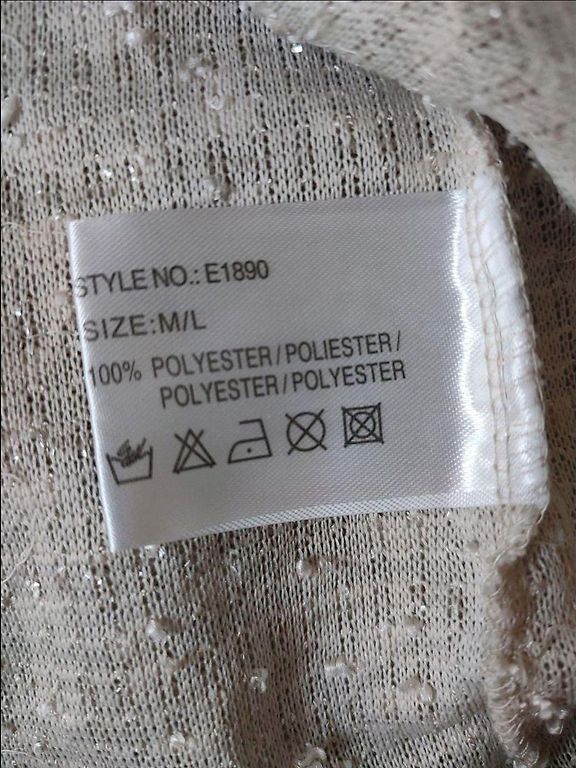 STYLE NO.: E1890
SIZE: M/L
100% POLYESTER/POLIESTER/
POLYESTER/POLYESTER